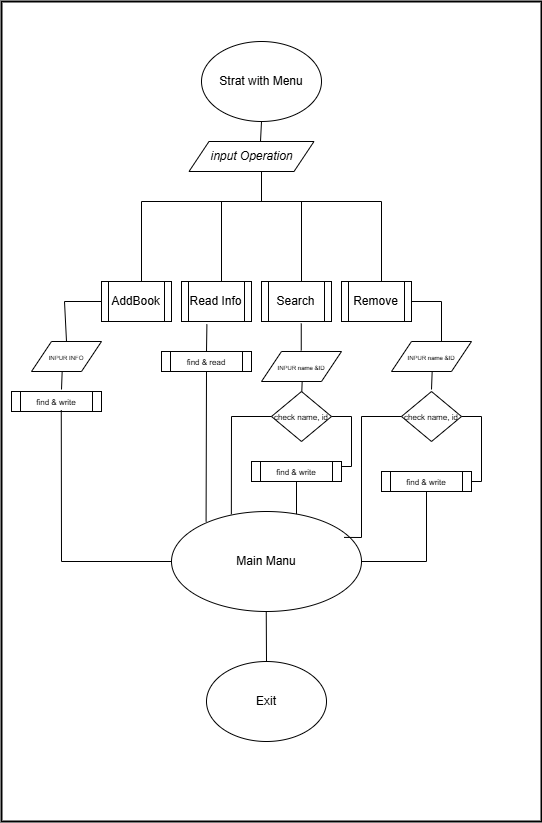 Strat with Menu
input Operation
AddBook
Read Info
Search
Remove
INPUR INFO
find & read
INPUR name &ID
INPUR name &ID
find & write
check name, id
check name, id
find & write
find & write
Main Manu
Exit